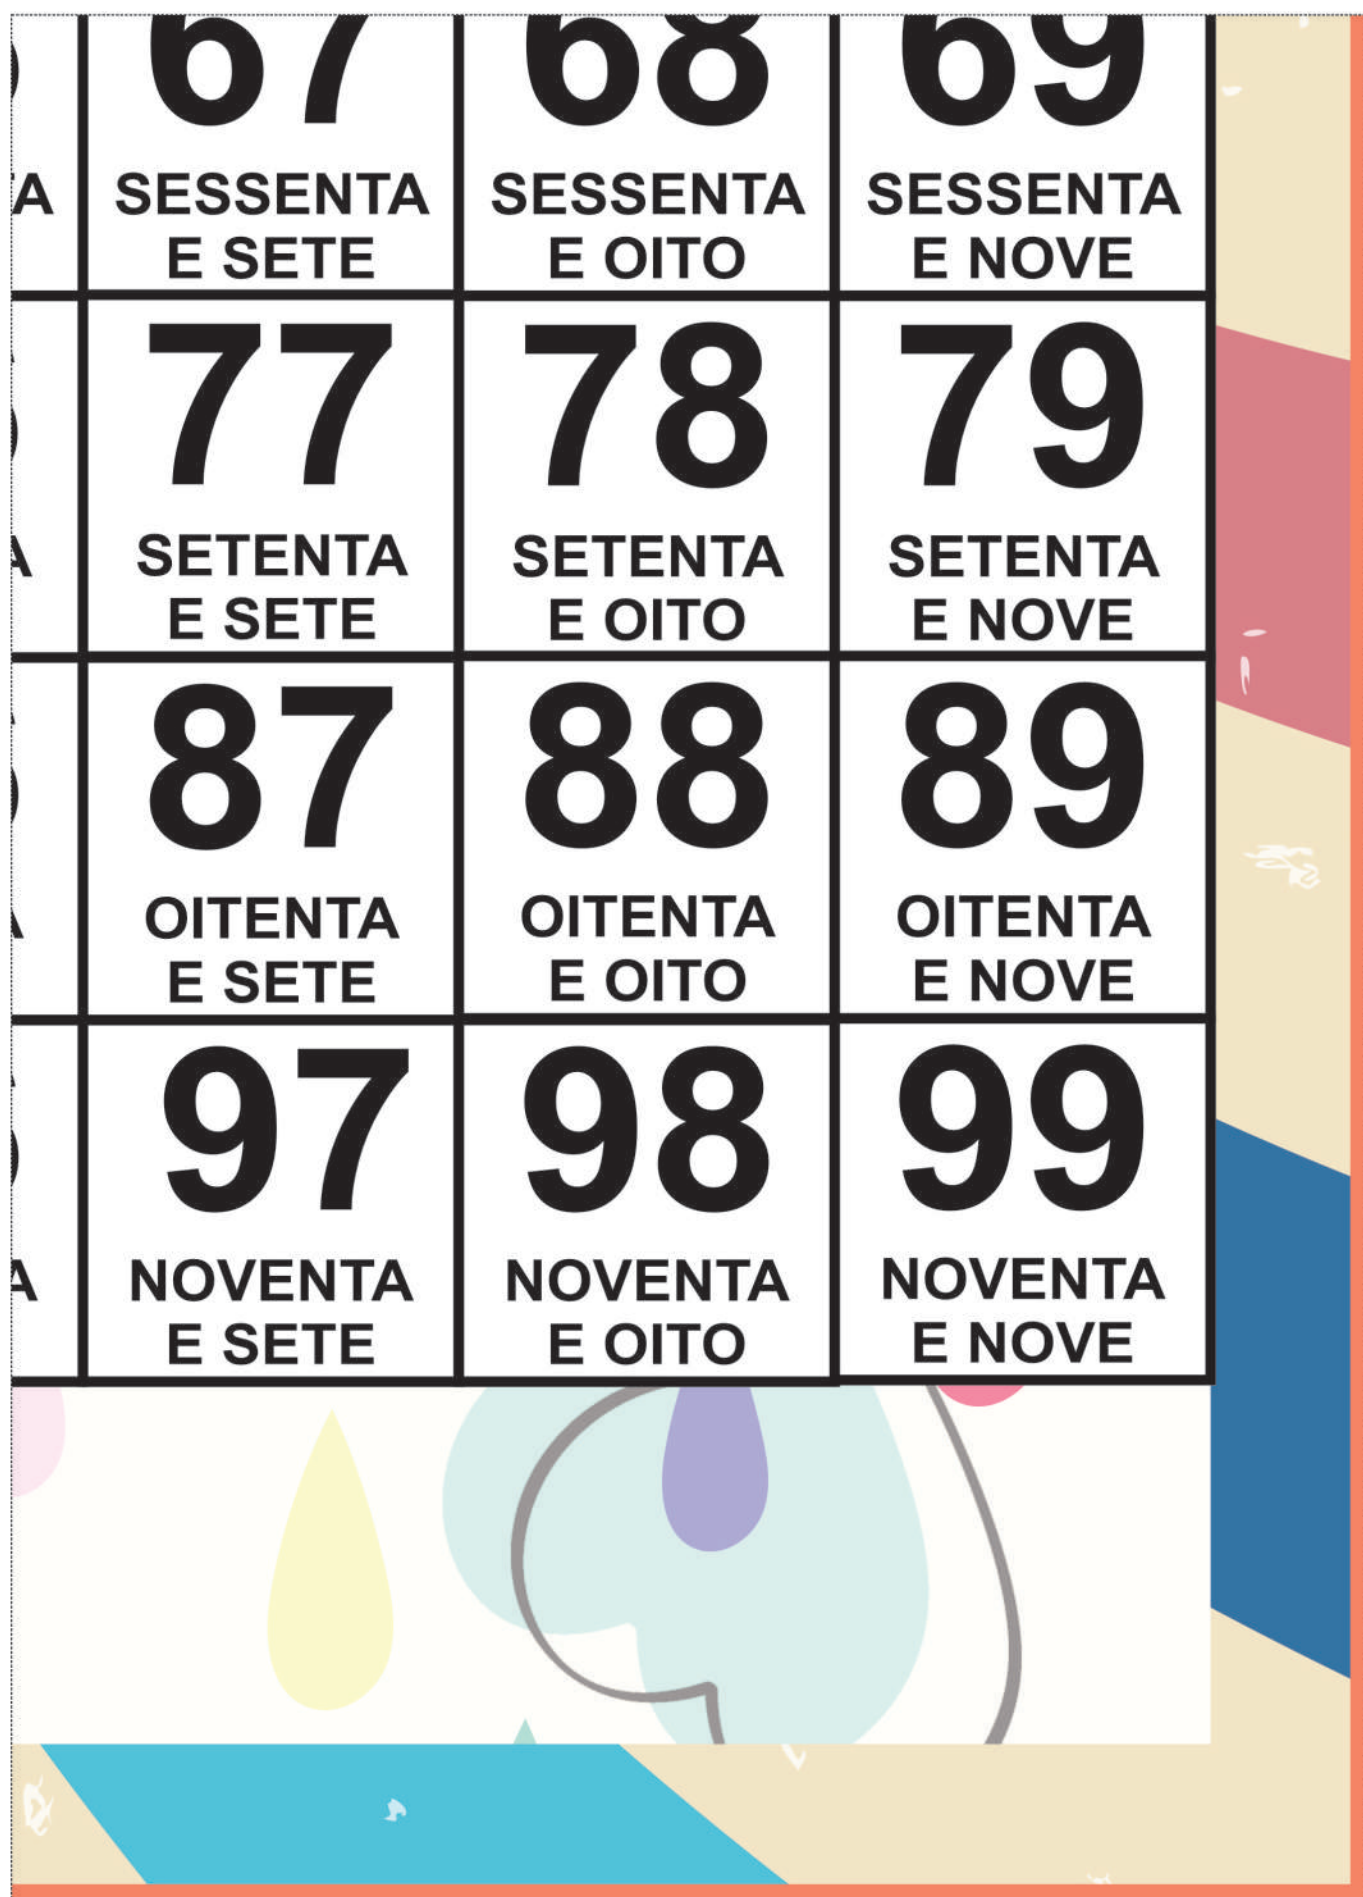 67 68 69
SESSENTA SESSENTA SESSENTA
E SETE E OITO E NOVE
77 78 79
SETENTA SETENTA SETENTA
E SETE E OITO E NOVE
87 88 89
OITENTA OITENTA OITENTA
E SETE E OITO E NOVE
97 98 99
NOVENTA NOVENTA NOVENTA
E SETE E OITO E NOVE